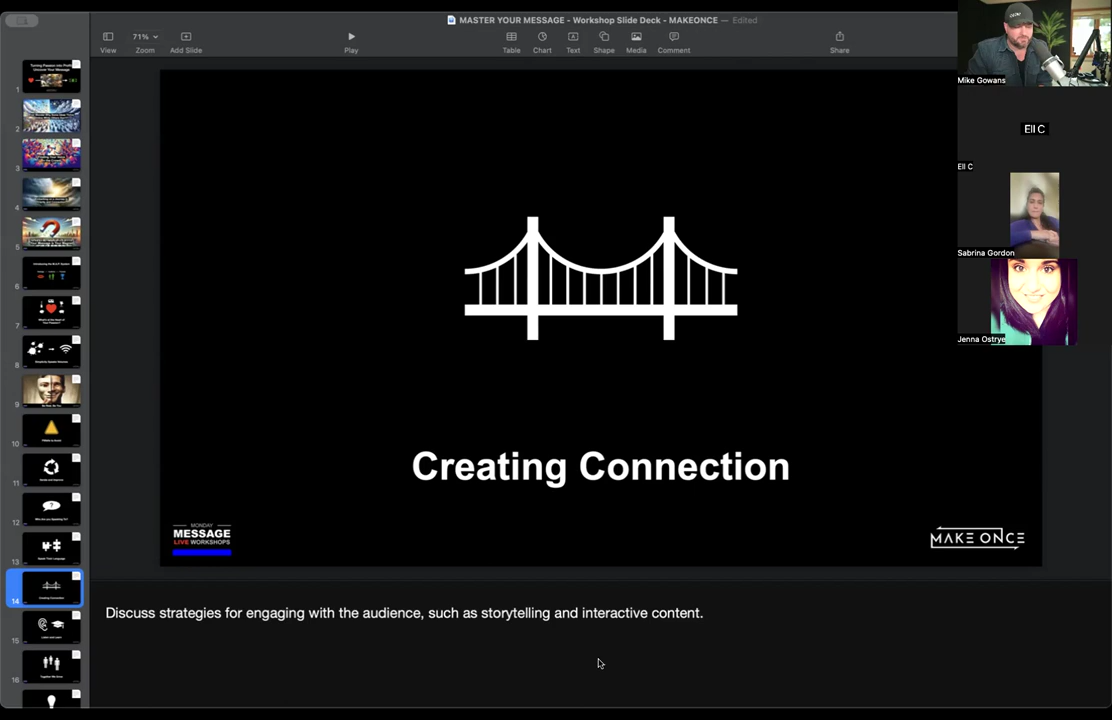 MASTER YOUR MESSAGE - Workshop Slide Deck - MAKEONCE — Edited
71%
View
Zoom
Add Slide
Play
Table
Chart
Text
Shape
Media
Comment
Share
Mike Gowans
Ell C
Ell C
Sabrina Gordon
Jenna Ostrye
1
2
3
4
5
6
7
8
9
10
11
12
13
14
15
16
Creating Connection
MONDAY
MESSAGE
LIVE WORKSHOPS
MAKE ONCE
Discuss strategies for engaging with the audience, such as storytelling and interactive content.